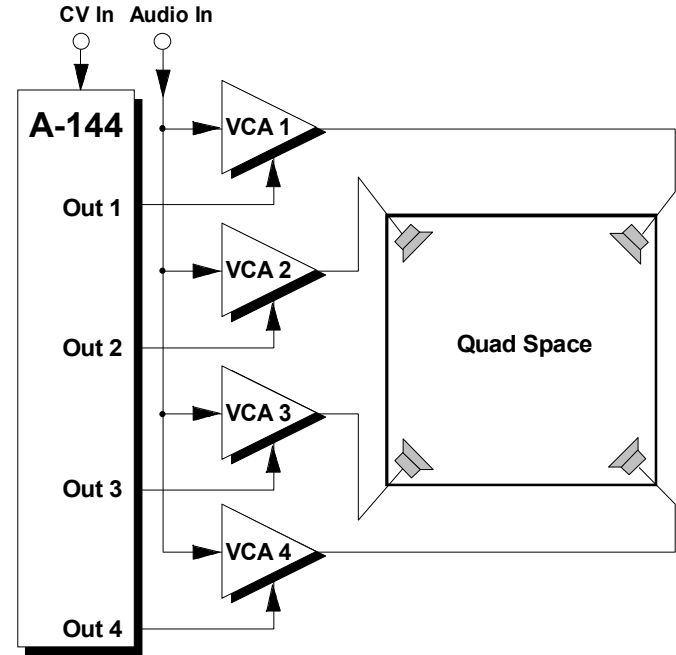 CV In
Audio In
A-144
VCA 1
Out 1
VCA 2
Quad Space
Out 2
VCA 3
Out 3
VCA 4
Out 4